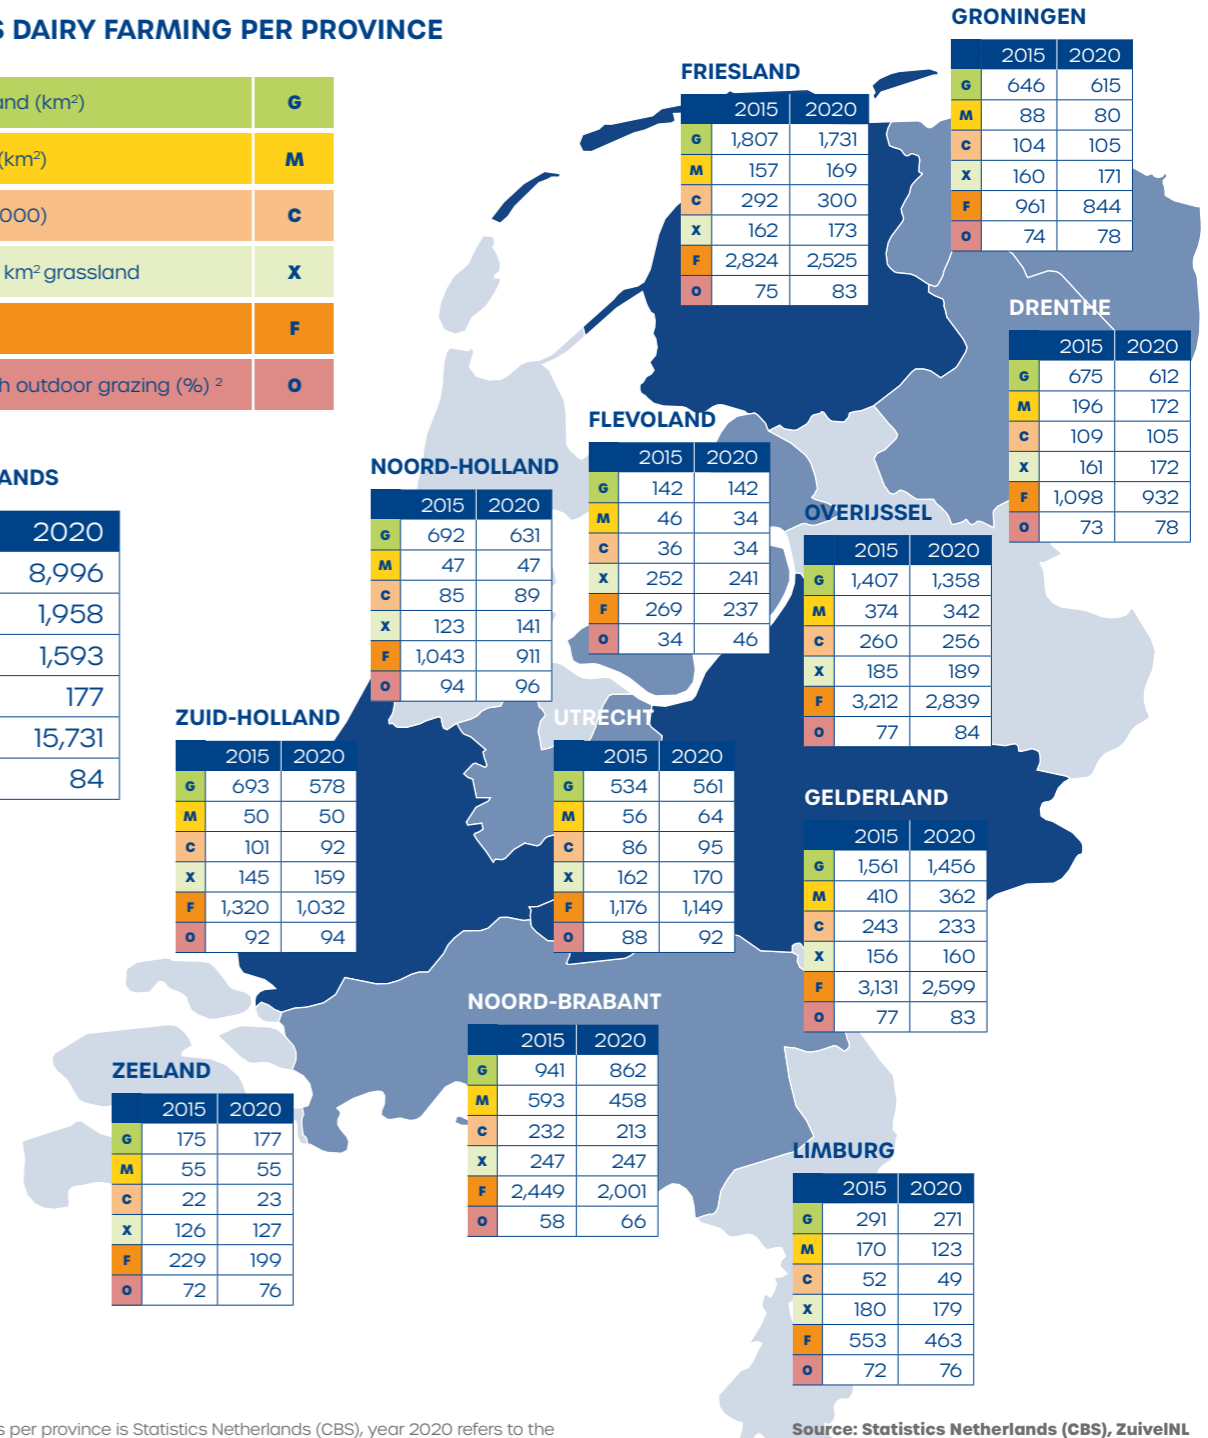 DAIRY FARMING PER PROVINCE
(km²) G
(km²) M
C
km² grassland X
F
outdoor grazing (%) ² O
2020
8,996
1,958
1,593
177
15,731
84
GRONINGEN
2015 2020
G 646 615
M 88 80
C 104 105
X 160 171
F 961 844
O 74 78
FRIESLAND
2015 2020
G 1,807 1,731
M 157 169
C 292 300
X 162 173
F 2,824 2,525
O 75 83
DRENTHE
2015 2020
G 675 612
M 196 172
C 109 105
X 161 172
F 1,098 932
O 73 78
FLEVOLAND
2015 2020
G 142 142
M 46 34
C 36 34
X 252 241
F 269 237
O 34 46
NOORD-HOLLAND
2015 2020
G 692 631
M 47 47
C 85 89
X 123 141
F 1,043 911
O 94 96
OVERIJSSEL
2015 2020
G 1,407 1,358
M 374 342
C 260 256
X 185 189
F 3,212 2,839
O 77 84
ZUID-HOLLAND
2015 2020
G 693 578
M 50 50
C 101 92
X 145 159
F 1,320 1,032
O 92 94
UTRECHT
2015 2020
G 534 561
M 56 64
C 86 95
X 162 170
F 1,176 1,149
O 88 92
GELDERLAND
2015 2020
G 1,561 1,456
M 410 362
C 243 233
X 156 160
F 3,131 2,599
O 77 83
NOORD-BRABANT
2015 2020
G 941 862
M 593 458
C 232 213
X 247 247
F 2,449 2,001
O 58 66
ZEELAND
2015 2020
G 175 177
M 55 55
C 22 23
X 126 127
F 229 199
O 72 76
LIMBURG
2015 2020
G 291 271
M 170 123
C 52 49
X 180 179
F 553 463
O 72 76
per province is Statistics Netherlands (CBS), year 2020 refers to the
Source: Statistics Netherlands (CBS), ZuivelNL